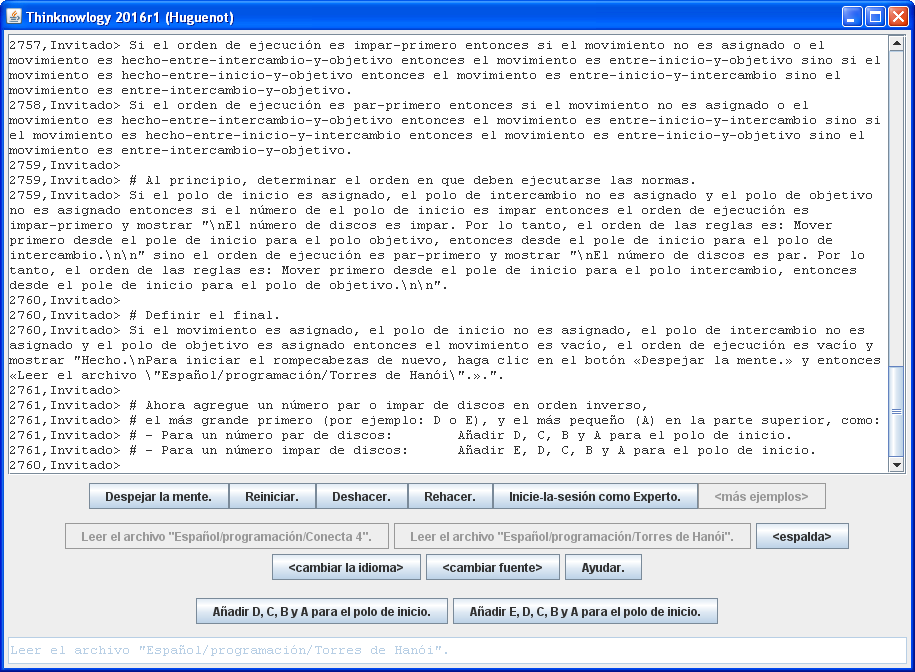 Thinknowlogy 2016r1 (Huguenot)
2757,Invitado> Si el orden de ejecución es impar-primero entonces si el movimiento no es asignado o el
movimiento es hecho-entre-intercambio-y-objetivo entonces el movimiento es entre-inicio-y-objetivo sino si el
movimiento es hecho-entre-inicio-y-objetivo entonces el movimiento es entre-inicio-y-intercambio sino el
movimiento es entre-intercambio-y-objetivo.
2758,Invitado> Si el orden de ejecución es par-primero entonces si el movimiento no es asignado o el
movimiento es hecho-entre-intercambio-y-objetivo entonces el movimiento es entre-inicio-y-intercambio sino si
el movimiento es hecho-entre-inicio-y-intercambio entonces el movimiento es entre-inicio-y-objetivo sino el
movimiento es entre-intercambio-y-objetivo.
2759,Invitado>
2759,Invitado> # Al principio, determinar el orden en que deben ejecutarse las normas.
2759,Invitado> Si el polo de inicio es asignado, el polo de intercambio no es asignado y el polo de objetivo
no es asignado entonces si el número de el polo de inicio es impar entonces el orden de ejecución es
impar-primero y mostrar "\nEl número de discos es impar. Por lo tanto, el orden de las reglas es: Mover
primero desde el pole de inicio para el polo objetivo, entonces desde el pole de inicio para el polo de
intercambio.\n\n" sino el orden de ejecución es par-primero y mostrar "\nEl número de discos es par. Por lo
tanto, el orden de las reglas es: Mover primero desde el pole de inicio para el polo intercambio, entonces
desde el pole de inicio para el polo de objetivo.\n\n".
2760,Invitado>
2760,Invitado> # Definir el final.
2760,Invitado> Si el movimiento es asignado, el polo de inicio no es asignado, el polo de intercambio no es
asignado y el polo de objetivo es asignado entonces el movimiento es vacío, el orden de ejecución es vacío y
mostrar "Hecho.\nPara iniciar el rompecabezas de nuevo, haga clic en el botón «Despejar la mente.» y entonces
«Leer el archivo \"Español/programación/Torres de Hanói\".».".
2761,Invitado>
2761,Invitado> # Ahora agregue un número par o impar de discos en orden inverso,
2761,Invitado> # el más grande primero (por ejemplo: D o E), y el más pequeño (A) en la parte superior, como:
2761,Invitado> # - Para un número par de discos: Añadir D, C, B y A para el polo de inicio.
2761,Invitado> # - Para un número impar de discos: Añadir E, D, C, B y A para el polo de inicio.
2760,Invitado>
Despejar la mente. Reiniciar. Deshacer. Rehacer. Inicie-la-sesión como Experto. <más ejemplos>
Leer el archivo "Español/programación/Conecta 4". Leer el archivo "Español/programación/Torres de Hanói". <espalda>
<cambiar la idioma> <cambiar fuente> Ayudar.
Añadir D, C, B y A para el polo de inicio. Añadir E, D, C, B y A para el polo de inicio.
Leer el archivo "Español/programación/Torres de Hanói".